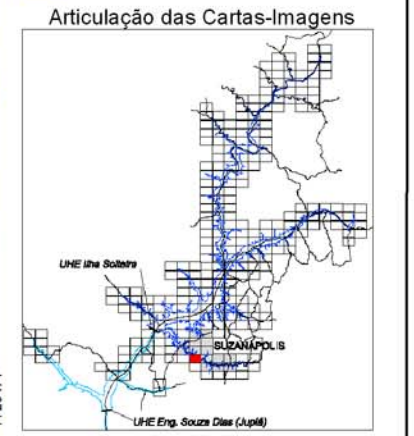 Articulação das Cartas-Imagens
UHE Ilha Solteira
SUZANÁPOLIS
UHE Eng. Souza Dias (Jupiá)